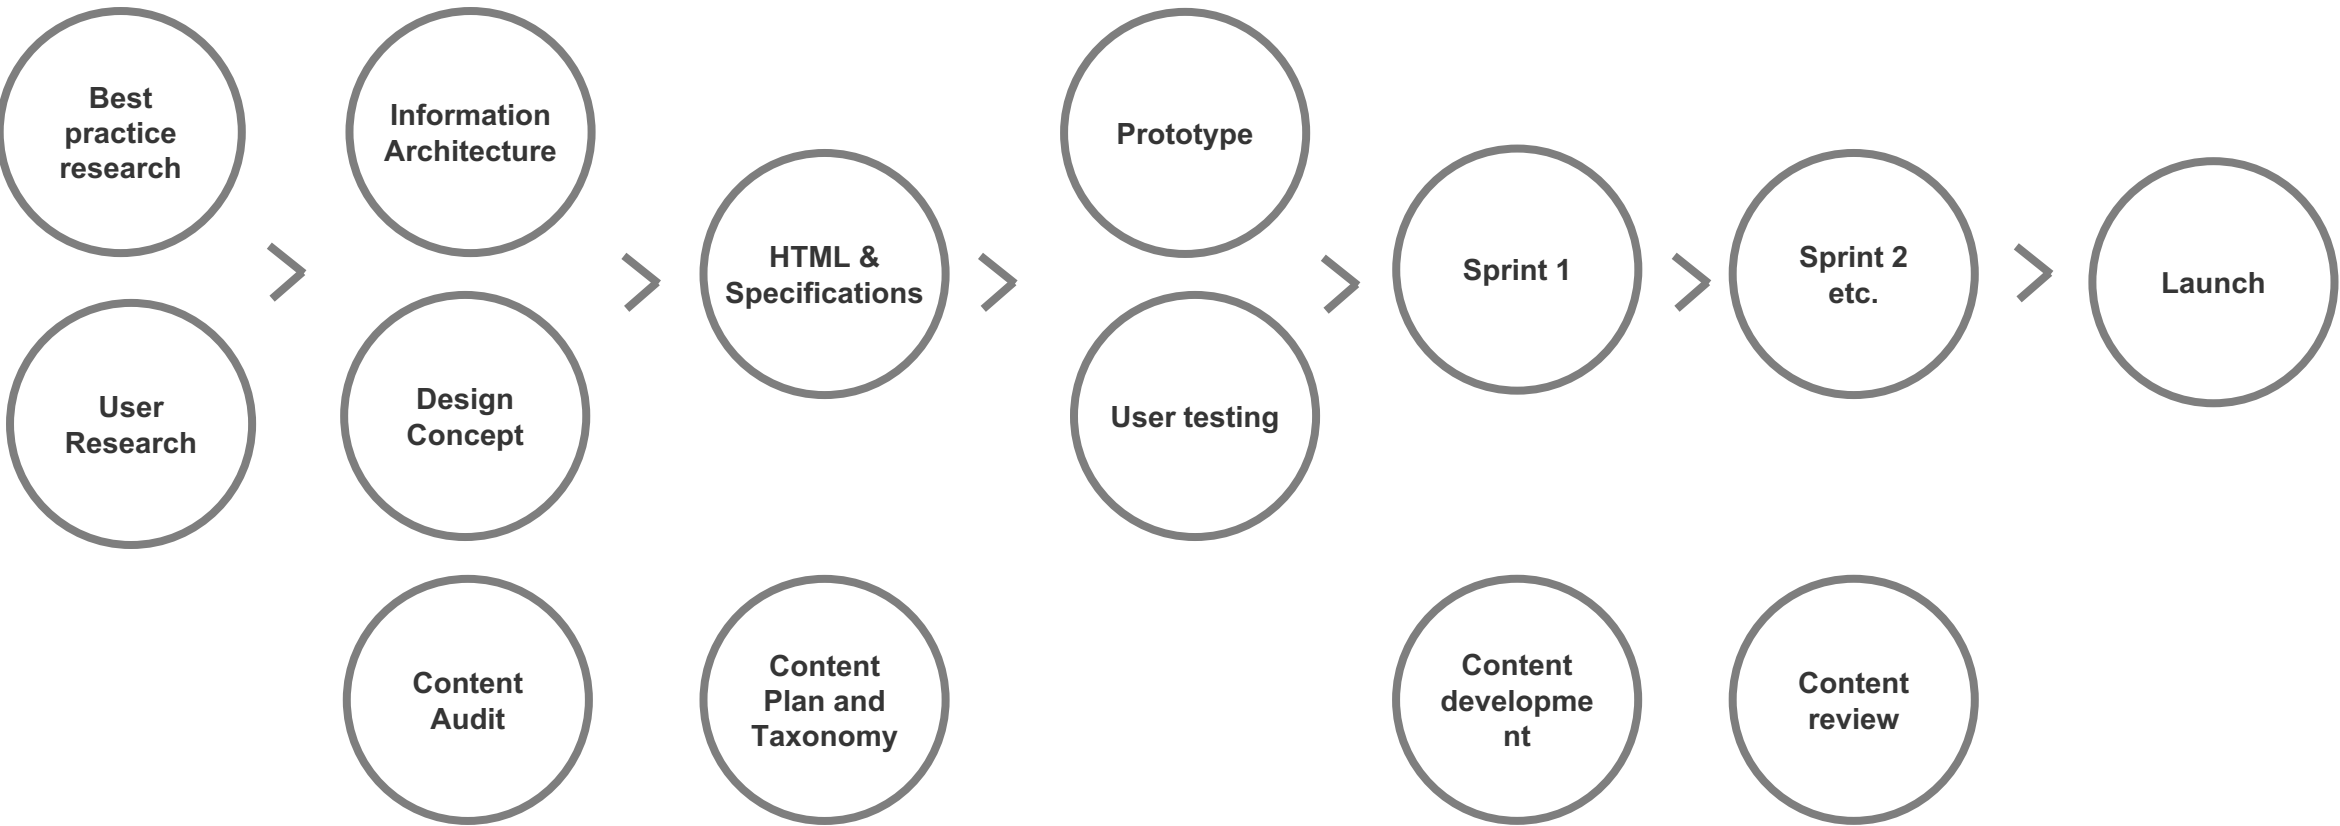 Best
practice
research
User
Research
Information
Architecture
Design
Concept
Content
Audit
HTML &
Specifications
Content
Plan and
Taxonomy
Prototype
User testing
Sprint 1
Content
developme
nt
Sprint 2
etc.
Content
review
Launch